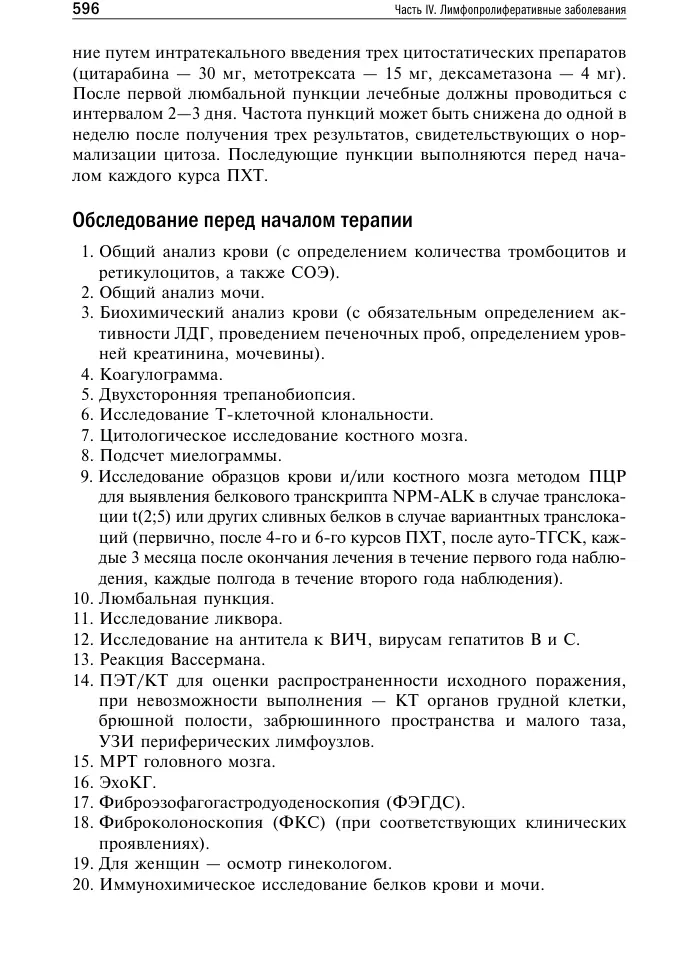 596
Часть IV. Лимфопролиферативные заболевания
ние путем интратекального введения трех цитостатических препаратов
(цитарабина — 30 мг, метотрексата — 15 мг, дексаметазона — 4 мг).
После первой люмбальной пункции лечебные должны проводиться с
интервалом 2—3 дня. Частота пункций может быть снижена до одной в
неделю после получения трех результатов, свидетельствующих о нор-
мализации цитоза. Последующие пункции выполняются перед нача-
лом каждого курса ПХТ.
Обследование перед началом терапии
1. Общий анализ крови (с определением количества тромбоцитов и
ретикулоцитов, а также СОЭ).
2. Общий анализ мочи.
3. Биохимический анализ крови (с обязательным определением ак-
тивности ЛДГ, проведением печеночных проб, определением уров-
ней креатинина, мочевины).
4. Коагулограмма.
5. Двухсторонняя трепанобиопсия.
6. Исследование Т-клеточной клональности.
7. Цитологическое исследование костного мозга.
8. Подсчет миелограммы.
9. Исследование образцов крови и/или костного мозга методом ПЦР
для выявления белкового транскрипта NPM-ALK в случае транслока-
ции t(2;5) или других сливных белков в случае вариантных транслока-
ций (первично, после 4-го и 6-го курсов ПХТ, после ауто-ТГСК, каж-
дые 3 месяца после окончания лечения в течение первого года наблю-
дения, каждые полгода в течение второго года наблюдения).
10. Люмбальная пункция.
11. Исследование ликвора.
12. Исследование на антитела к ВИЧ, вирусам гепатитов В и С.
13. Реакция Вассермана.
14. ПЭТ/КТ для оценки распространенности исходного поражения,
при невозможности выполнения — КТ органов грудной клетки,
брюшной полости, забрюшинного пространства и малого таза,
УЗИ периферических лимфоузлов.
15. МРТ головного мозга.
16. ЭхоКГ.
17. Фиброэзофагогастродуоденоскопия (ФЭГДС).
18. Фиброколоноскопия (ФКС) (при соответствующих клинических
проявлениях).
19. Для женщин — осмотр гинекологом.
20. Иммунохимическое исследование белков крови и мочи.